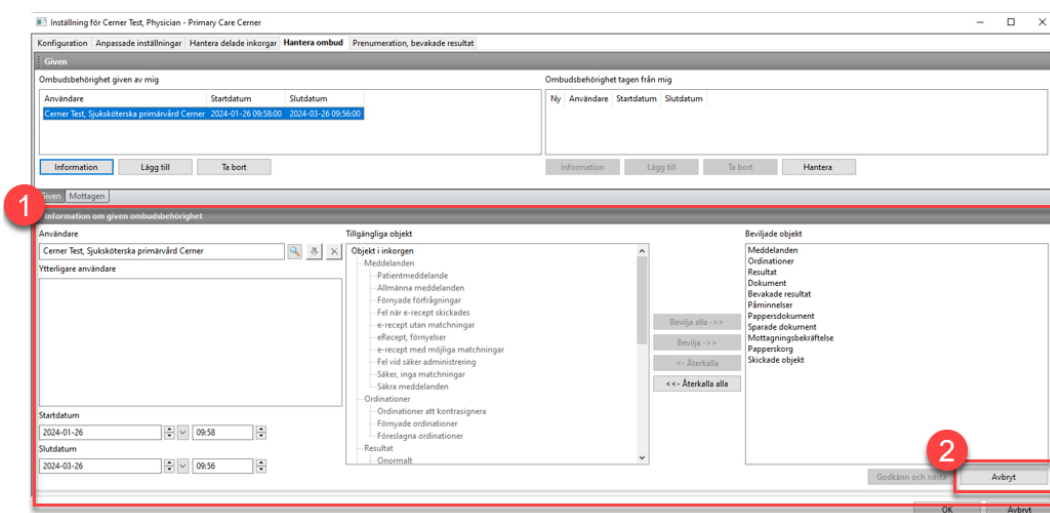 Inställning för Cerner Test, Physician - Primary Care Cerner
Konfiguration Anpassade inställningar Hantera delade inkorgar Hantera ombud Prenumeration, bevakade resultat
Given
Ombudsbehörighet given av mig
Användare Startdatum Slutdatum
Cerner Test, Sjuksköterska primärvård Cerner 2024-01-26 09:58:00 2024-03-26 09:56:00
Information Lägg till Ta bort
Ombudsbehörighet tagen från mig
Ny Användare Startdatum Slutdatum
Information Lägg till Ta bort Hantera
Given Mottagen
1
Information om given ombudsbehörighet
Användare
Cerner Test, Sjuksköterska primärvård Cerner
Ytterligare användare
Startdatum
2024-01-26 09:58
Slutdatum
2024-03-26 09:56
Tillgängliga objekt
Objekt i inkorgen
Meddelanden
Patientmeddelande
Allmänna meddelanden
Förnyade förfrågningar
Fel när e-recept skickades
e-recept utan matchningar
eRecept, förnyelser
e-recept med möjliga matchningar
Fel vid säker administrering
Säker, inga matchningar
Säkra meddelanden
Ordinationer
Ordinationer att kontrasignera
Förnyade ordinationer
Föreslagna ordinationer
Resultat
Onormalt
Bevilja alla ->>
Bevilja ->>
<- Återkalla
<<- Återkalla alla
Beviljade objekt
Meddelanden
Ordinationer
Resultat
Dokument
Bevakade resultat
Påminnelser
Pappersdokument
Sparade dokument
Mottagningsbekräftelse
Papperskorg
Skickade objekt
2
Godkänn och nästa Avbryt
OK Avbryt